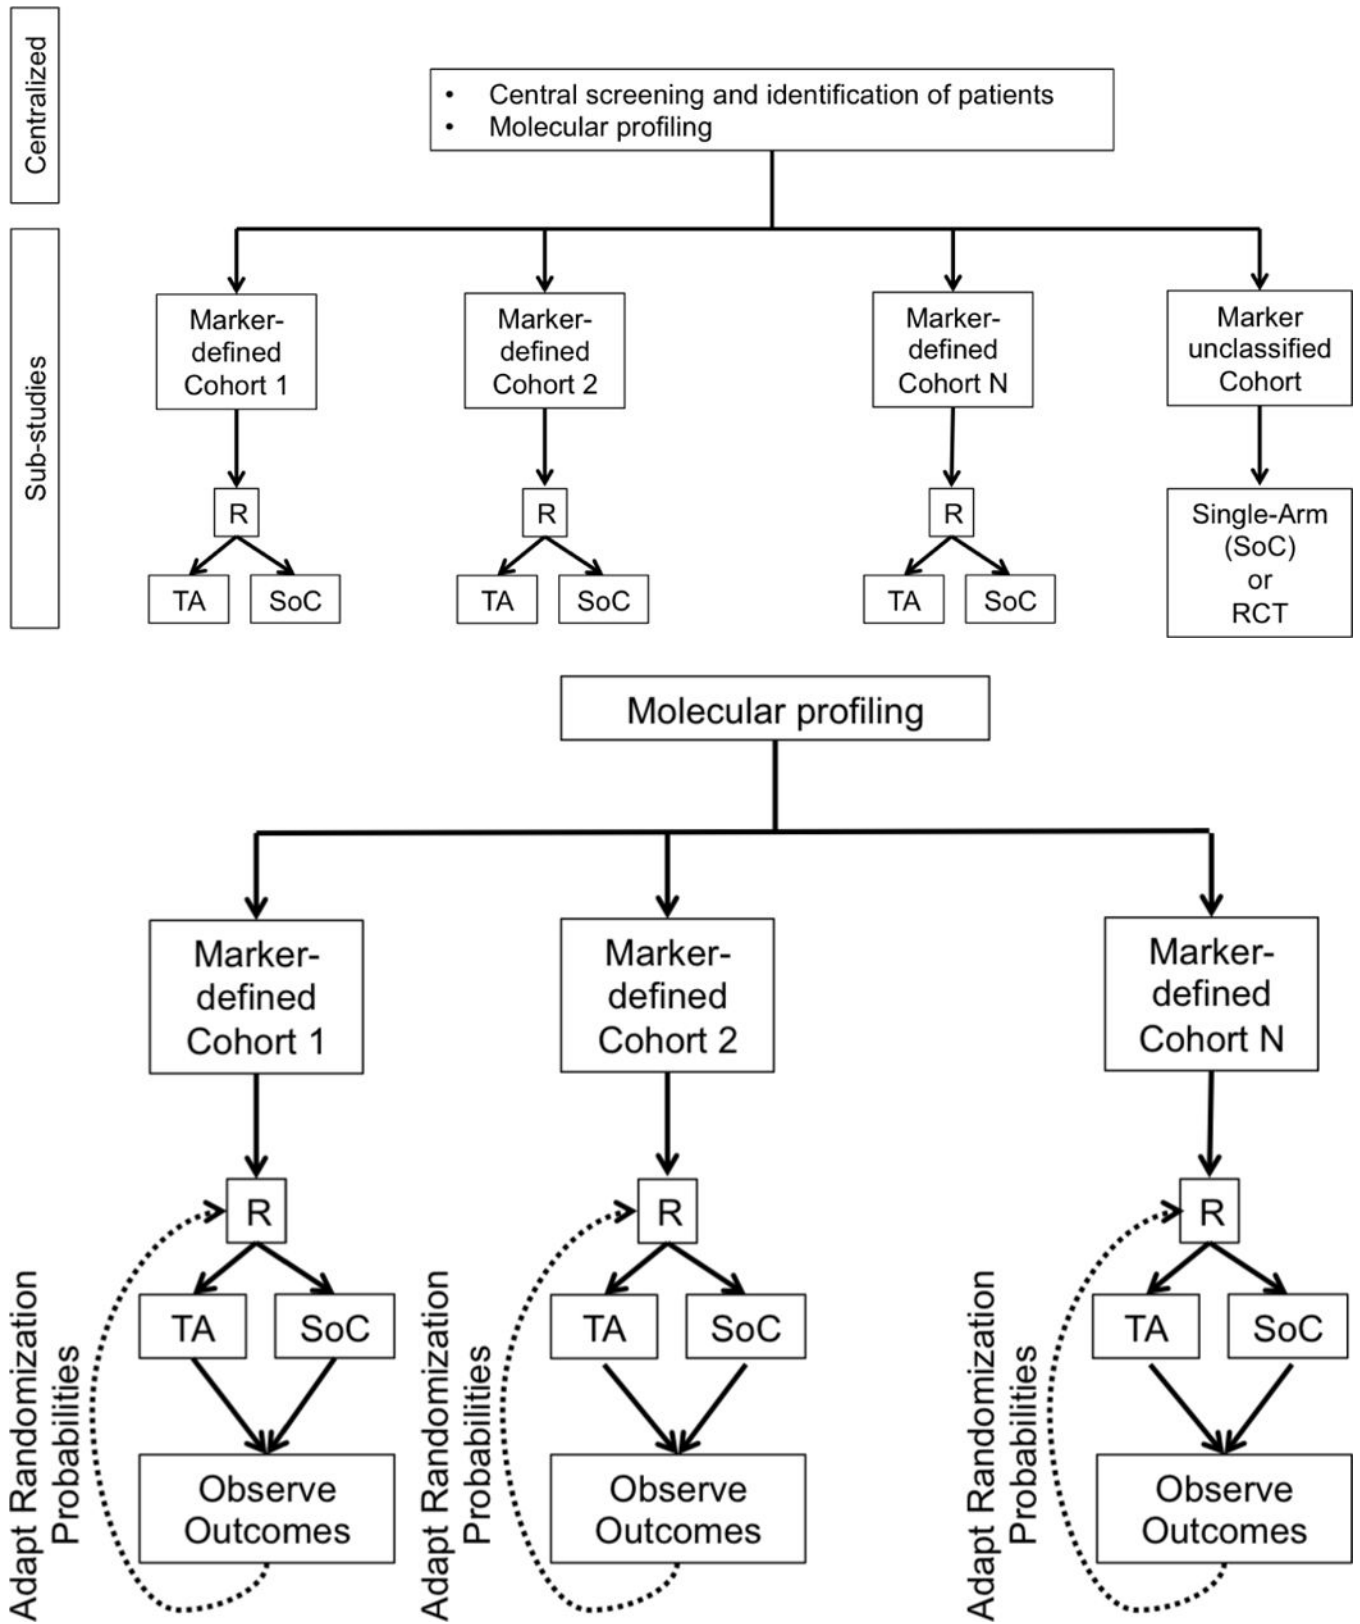 Centralized
• Central screening and identification of patients
• Molecular profiling
Sub-studies
Marker-
defined
Cohort 1
Marker-
defined
Cohort 2
Marker-
defined
Cohort N
Marker
unclassified
Cohort
R
R
R
Single-Arm
(SoC)
or
RCT
TA
SoC
TA
SoC
TA
SoC
Molecular profiling
Marker-
defined
Cohort 1
Marker-
defined
Cohort 2
Marker-
defined
Cohort N
Adapt Randomization
Probabilities
R
TA
SoC
Observe
Outcomes
Adapt Randomization
Probabilities
R
TA
SoC
Observe
Outcomes
Adapt Randomization
Probabilities
R
TA
SoC
Observe
Outcomes